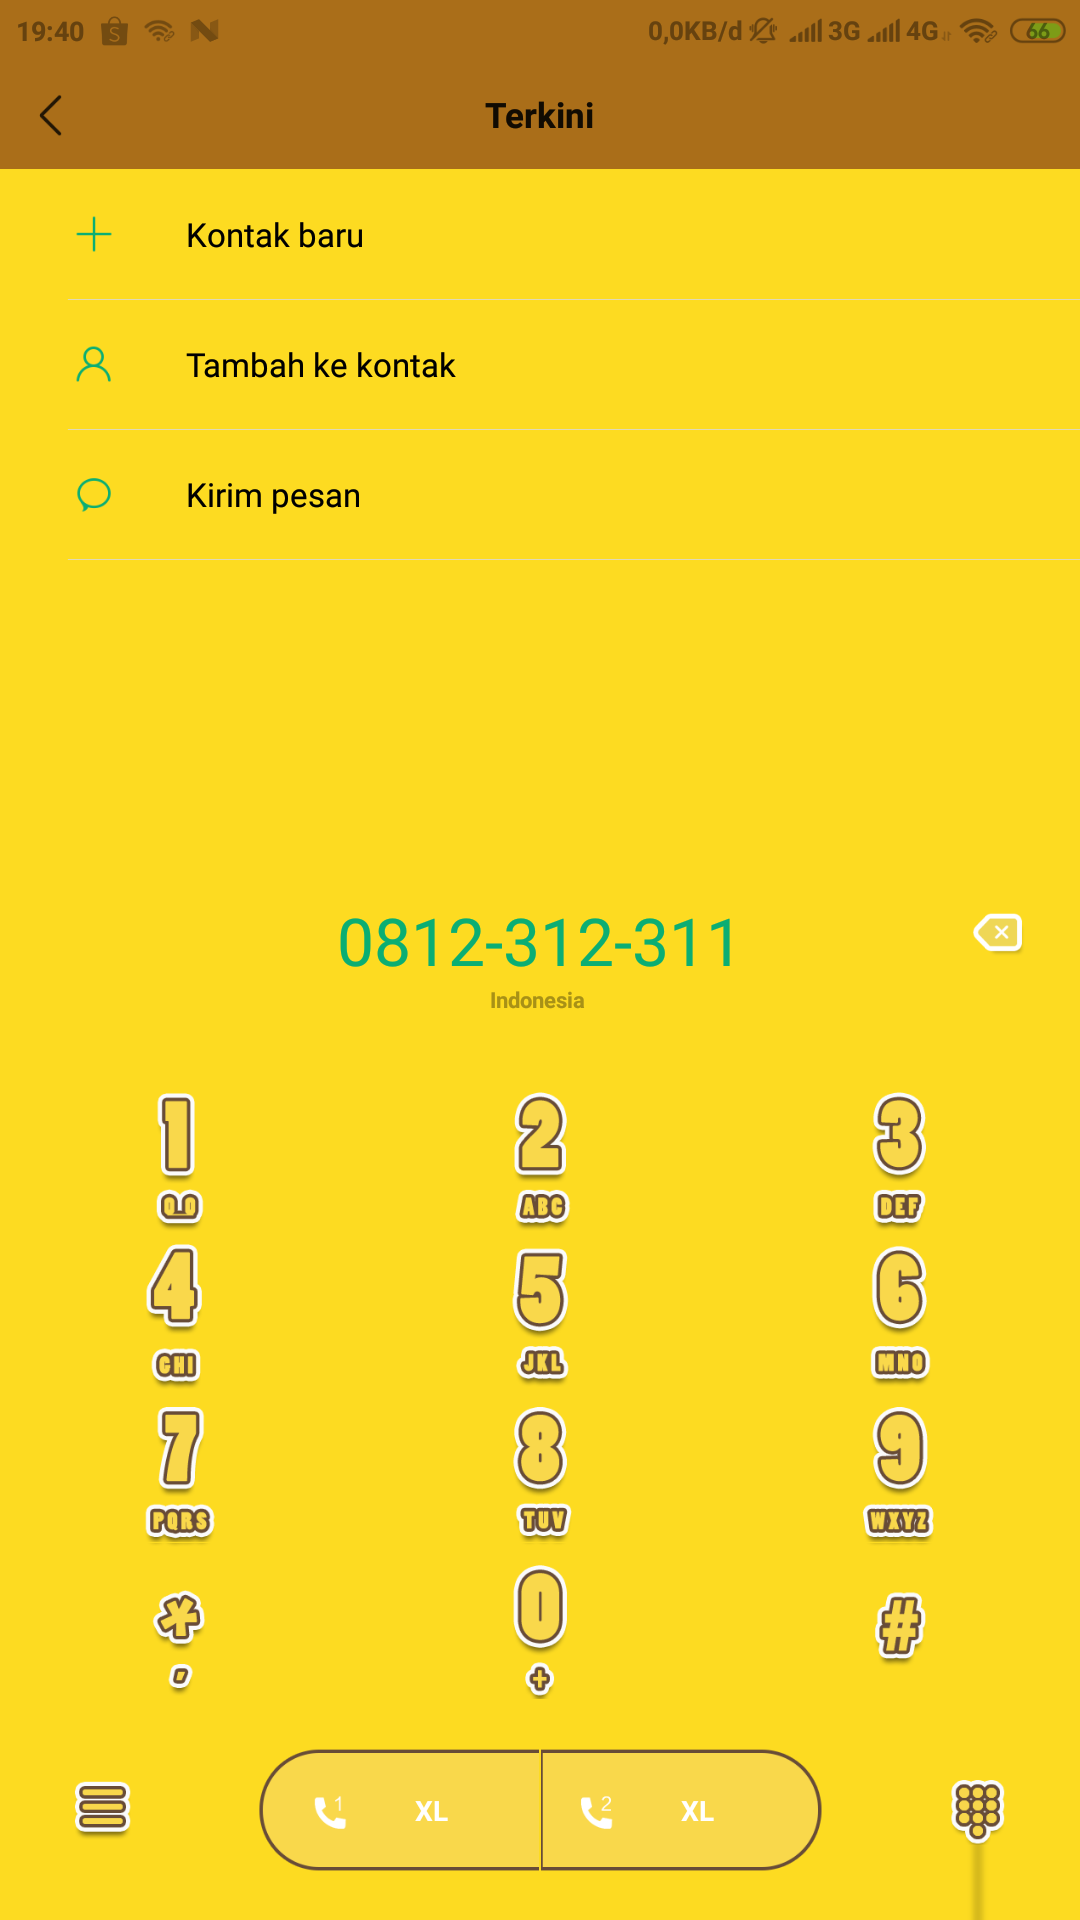 19:40 0,0KB/d 3G 4G 66
Terkini
Kontak baru
Tambah ke kontak
Kirim pesan
0812-312-311
Indonesia
1 2 3
ABC DEF
4 5 6
GHI JKL MNO
7 8 9
PQRS TUV WXYZ
* 0 #
, +
1 XL 2 XL